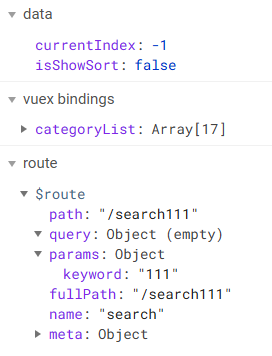 data
currentIndex: -1
isShowSort: false
vuex bindings
categoryList: Array[17]
route
$route
path: "/search111"
query: Object (empty)
params: Object
keyword: "111"
fullPath: "/search111"
name: "search"
meta: Object